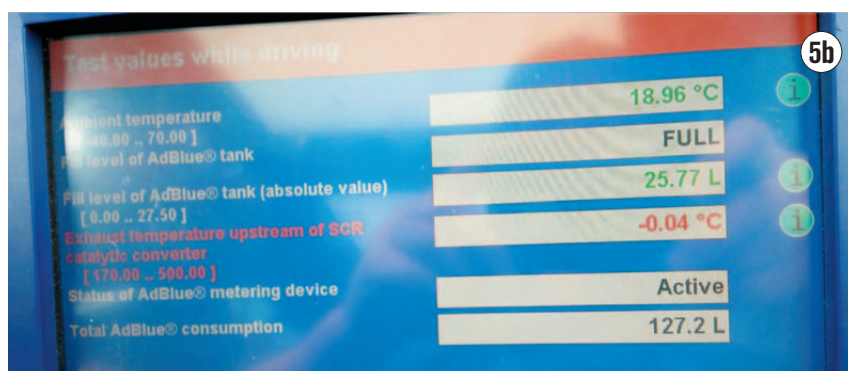 5b
Test values while driving
Ambient temperature
18.96 °C
[ -40.00 .. 70.00 ]
Fill level of AdBlue® tank
FULL
Fill level of AdBlue® tank (absolute value)
25.77 L
[ 0.00 .. 27.50 ]
Exhaust temperature upstream of SCR
-0.04 °C
catalytic converter
[ 170.00 .. 500.00 ]
Status of AdBlue® metering device
Active
Total AdBlue® consumption
127.2 L